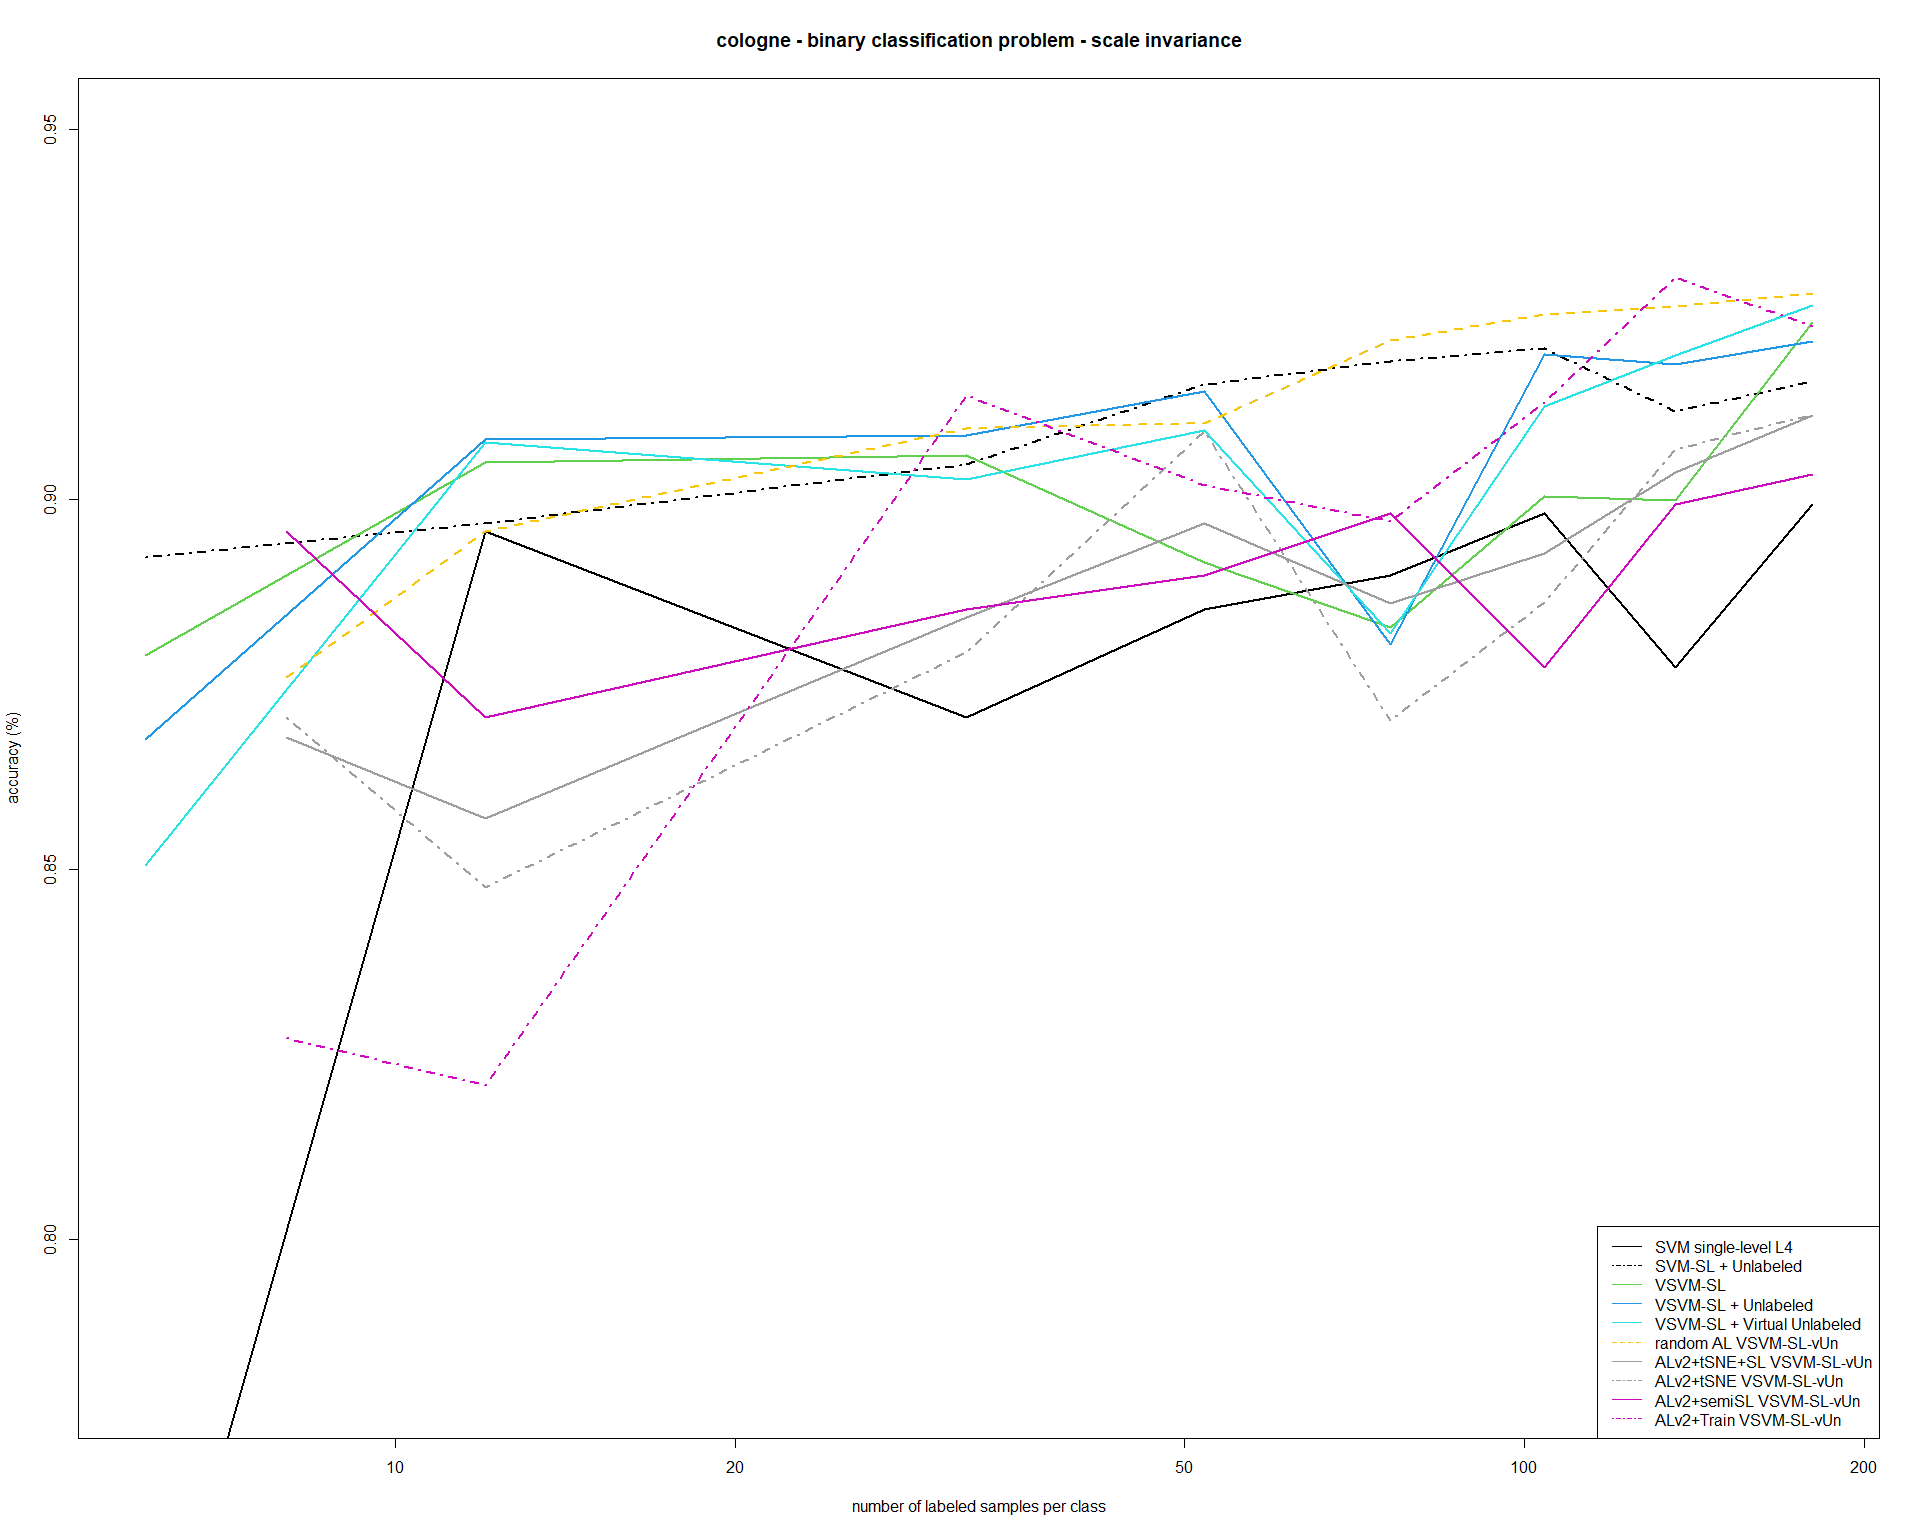 cologne - binary classification problem - scale invariance
0.95
0.90
0.85
0.80
accuracy (%)
10
20
50
100
200
number of labeled samples per class
SVM single-level L4
SVM-SL + Unlabeled
VSVM-SL
VSVM-SL + Unlabeled
VSVM-SL + Virtual Unlabeled
random AL VSVM-SL-vUn
ALv2+tSNE+SL VSVM-SL-vUn
ALv2+tSNE VSVM-SL-vUn
ALv2+semiSL VSVM-SL-vUn
ALv2+Train VSVM-SL-vUn